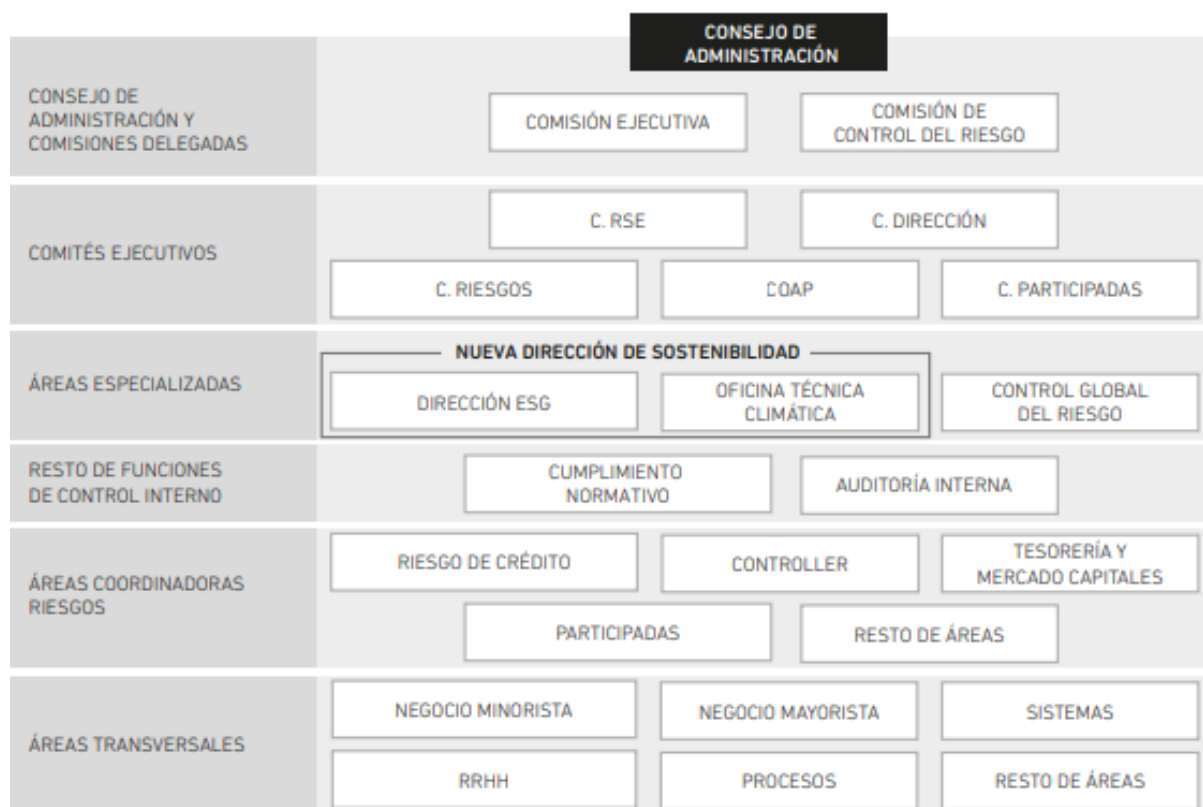 CONSEJO DE
ADMINISTRACIÓN
CONSEJO DE
ADMINISTRACIÓN Y
COMISIONES DELEGADAS
COMISIÓN EJECUTIVA
COMISIÓN DE
CONTROL DEL RIESGO
COMITÉS EJECUTIVOS
C. RSE
C. DIRECCIÓN
C. RIESGOS
COAP
C. PARTICIPADAS
ÁREAS ESPECIALIZADAS
NUEVA DIRECCIÓN DE SOSTENIBILIDAD
DIRECCIÓN ESG
OFICINA TÉCNICA
CLIMÁTICA
CONTROL GLOBAL
DEL RIESGO
RESTO DE FUNCIONES
DE CONTROL INTERNO
CUMPLIMIENTO
NORMATIVO
AUDITORÍA INTERNA
ÁREAS COORDINADORAS
RIESGOS
RIESGO DE CRÉDITO
CONTROLLER
TESORERÍA Y
MERCADO CAPITALES
PARTICIPADAS
RESTO DE ÁREAS
ÁREAS TRANSVERSALES
NEGOCIO MINORISTA
NEGOCIO MAYORISTA
SISTEMAS
RRHH
PROCESOS
RESTO DE ÁREAS